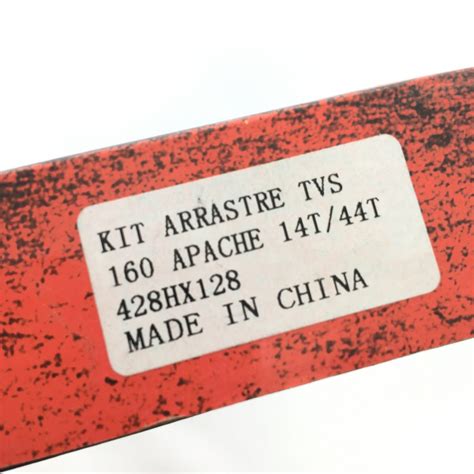 KIT ARRASTRE TVS
160 APACHE 14T/44T
428HX128
MADE IN CHINA